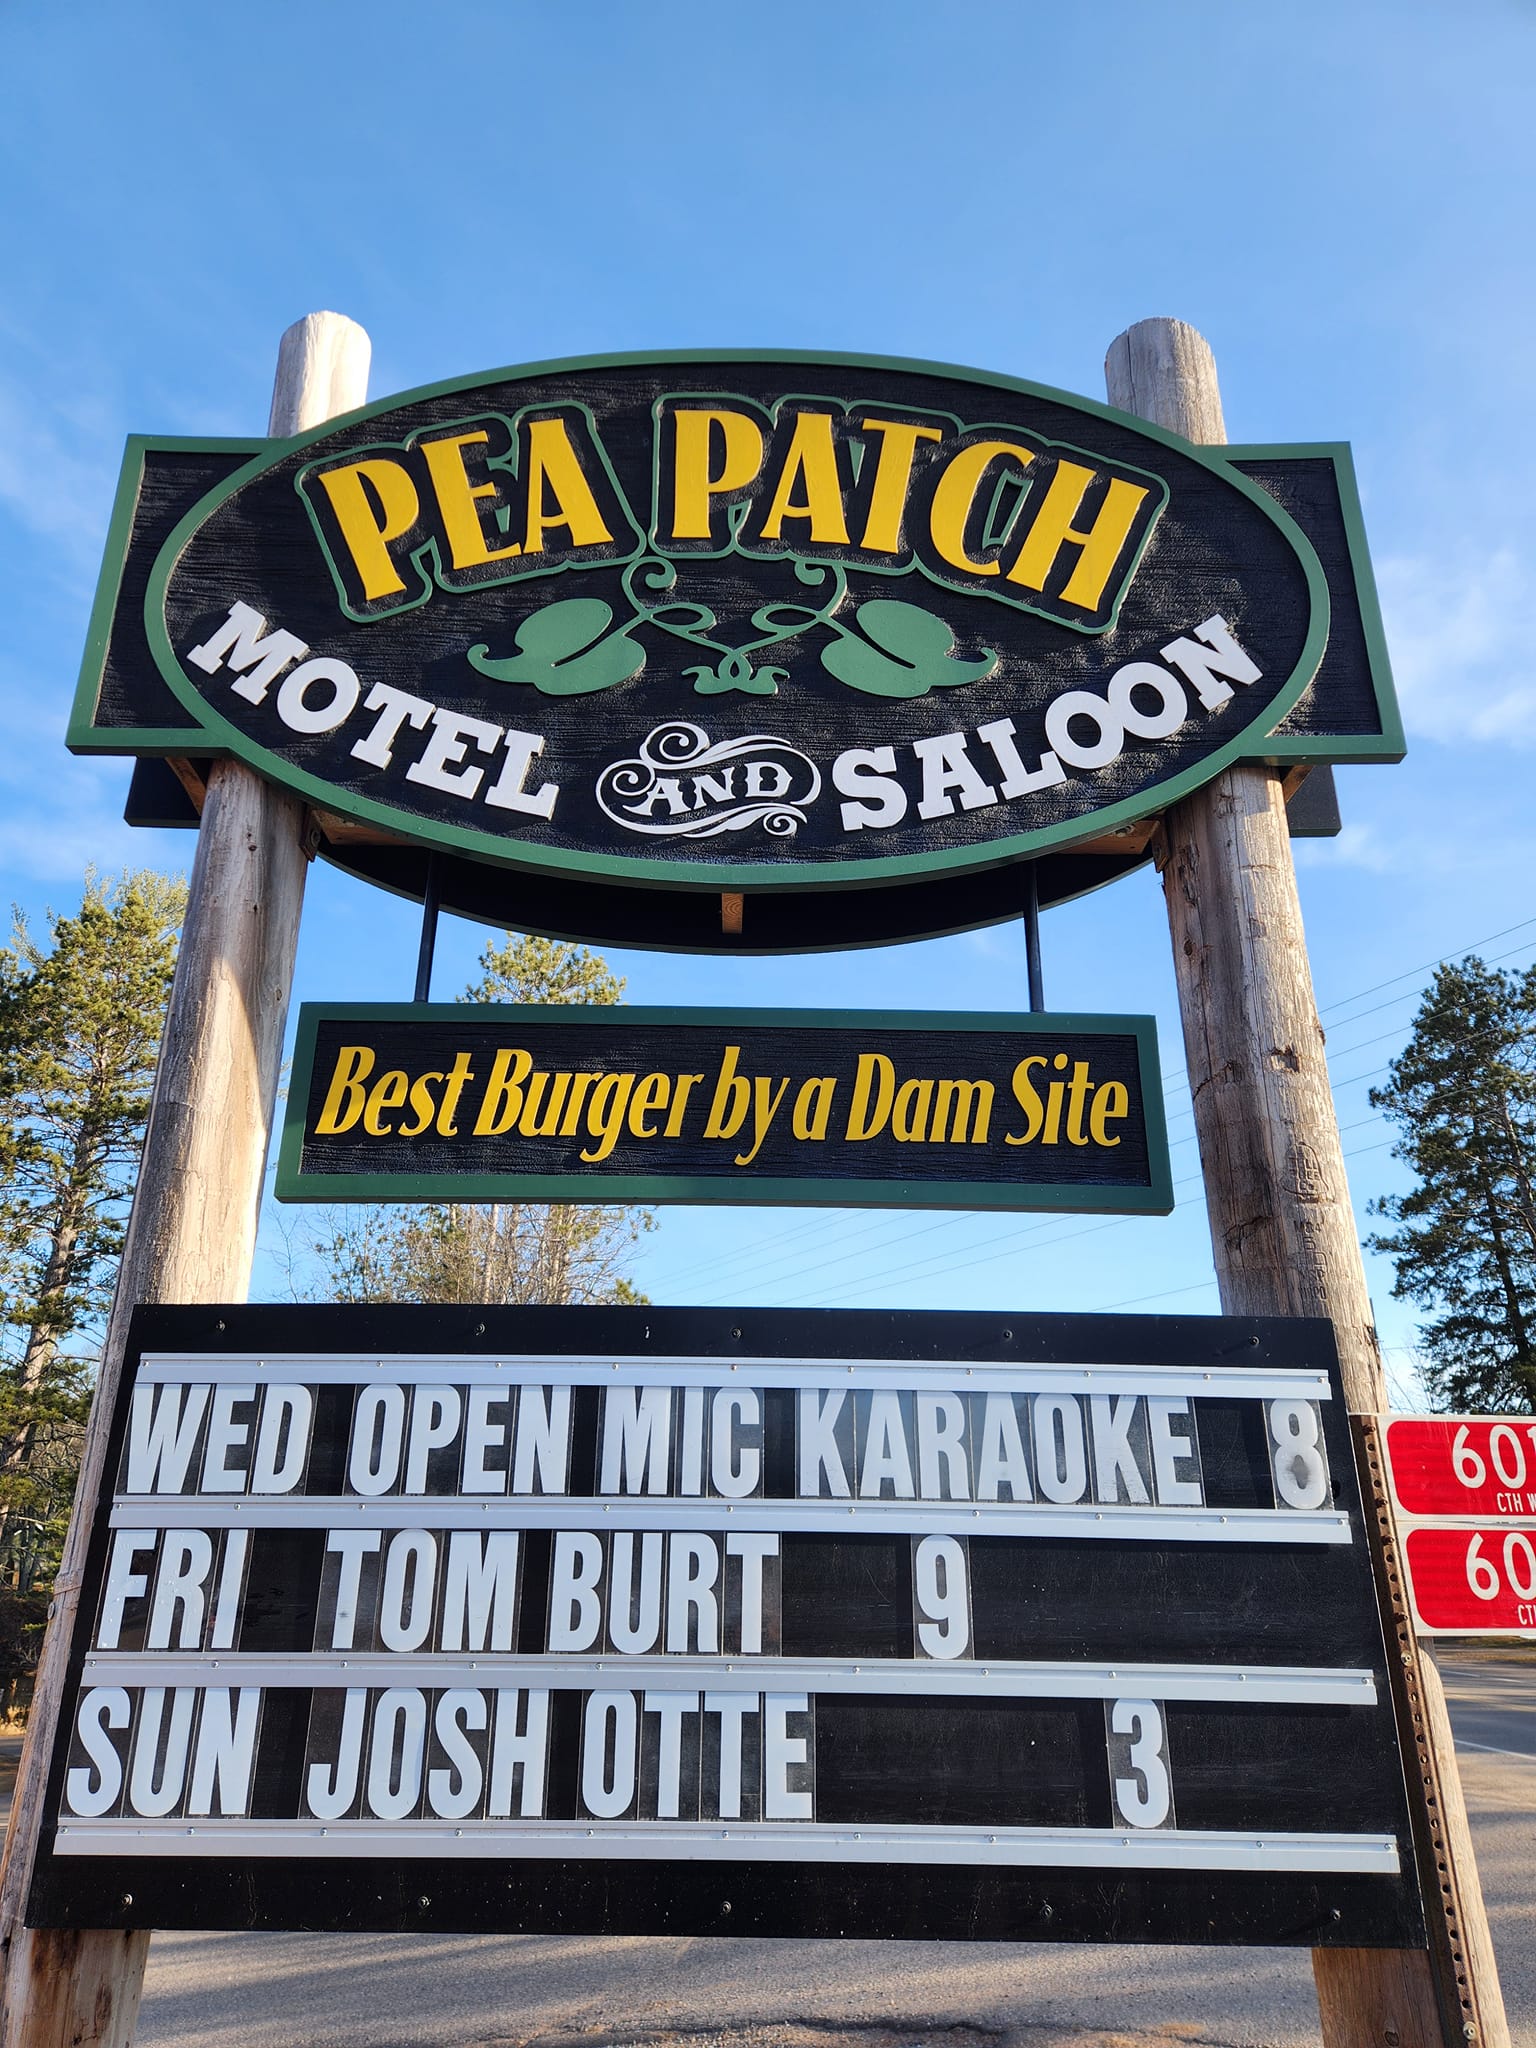 PEA PATCH
MOTEL AND SALOON
Best Burger by a Dam Site
WED OPEN MIC KARAOKE 8
FRI TOM BURT 9
SUN JOSH OTTE 3
CTH